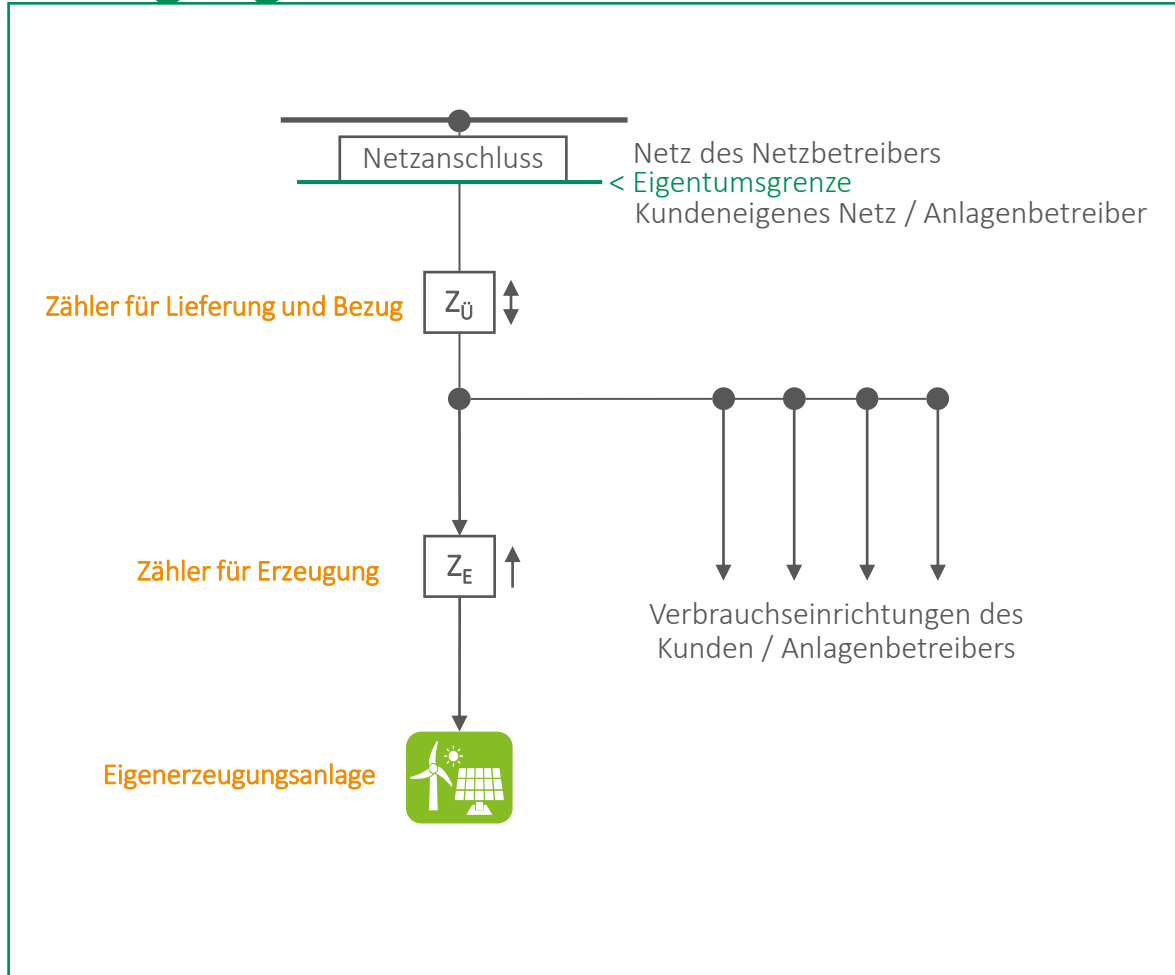 Netzanschluss
Netz des Netzbetreibers
< Eigentumsgrenze
Kundeneigenes Netz / Anlagenbetreiber
Zähler für Lieferung und Bezug
ZÜ
Zähler für Erzeugung
ZE
Verbrauchseinrichtungen des
Kunden / Anlagenbetreibers
Eigenerzeugungsanlage